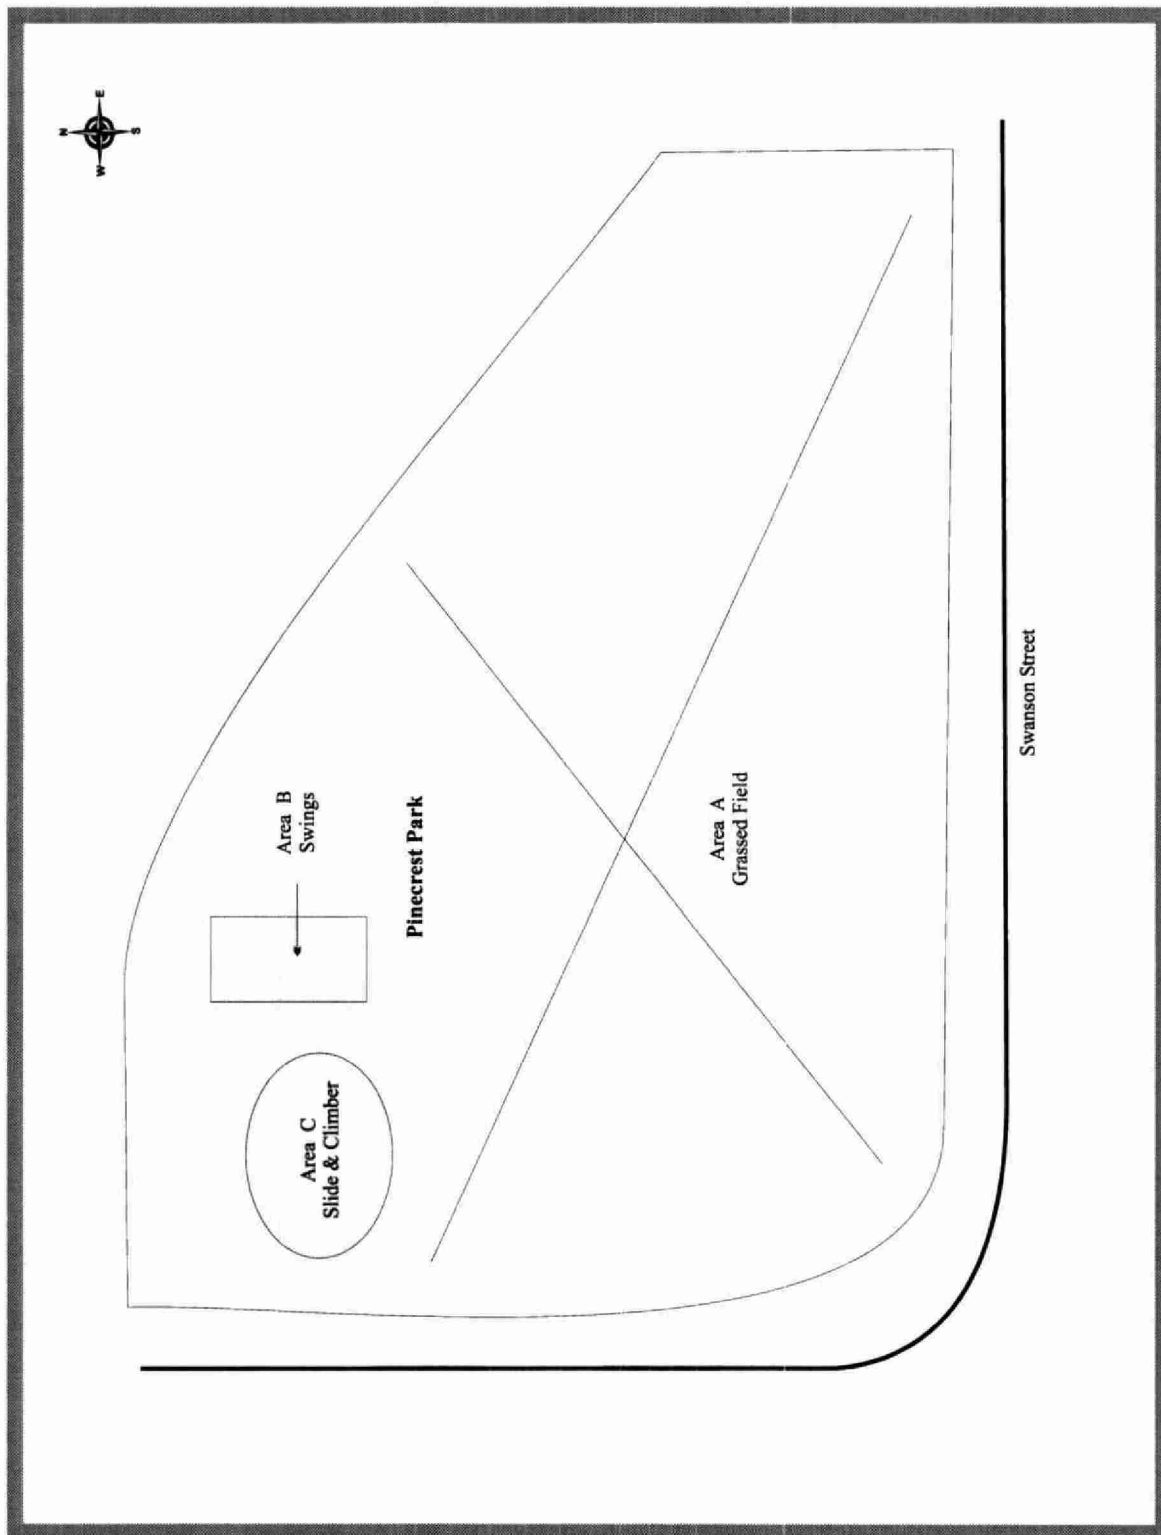 N
E
S
W
Area B
Swings
Pinecrest Park
Area C
Slide & Climber
Area A
Grassed Field
Swanson Street